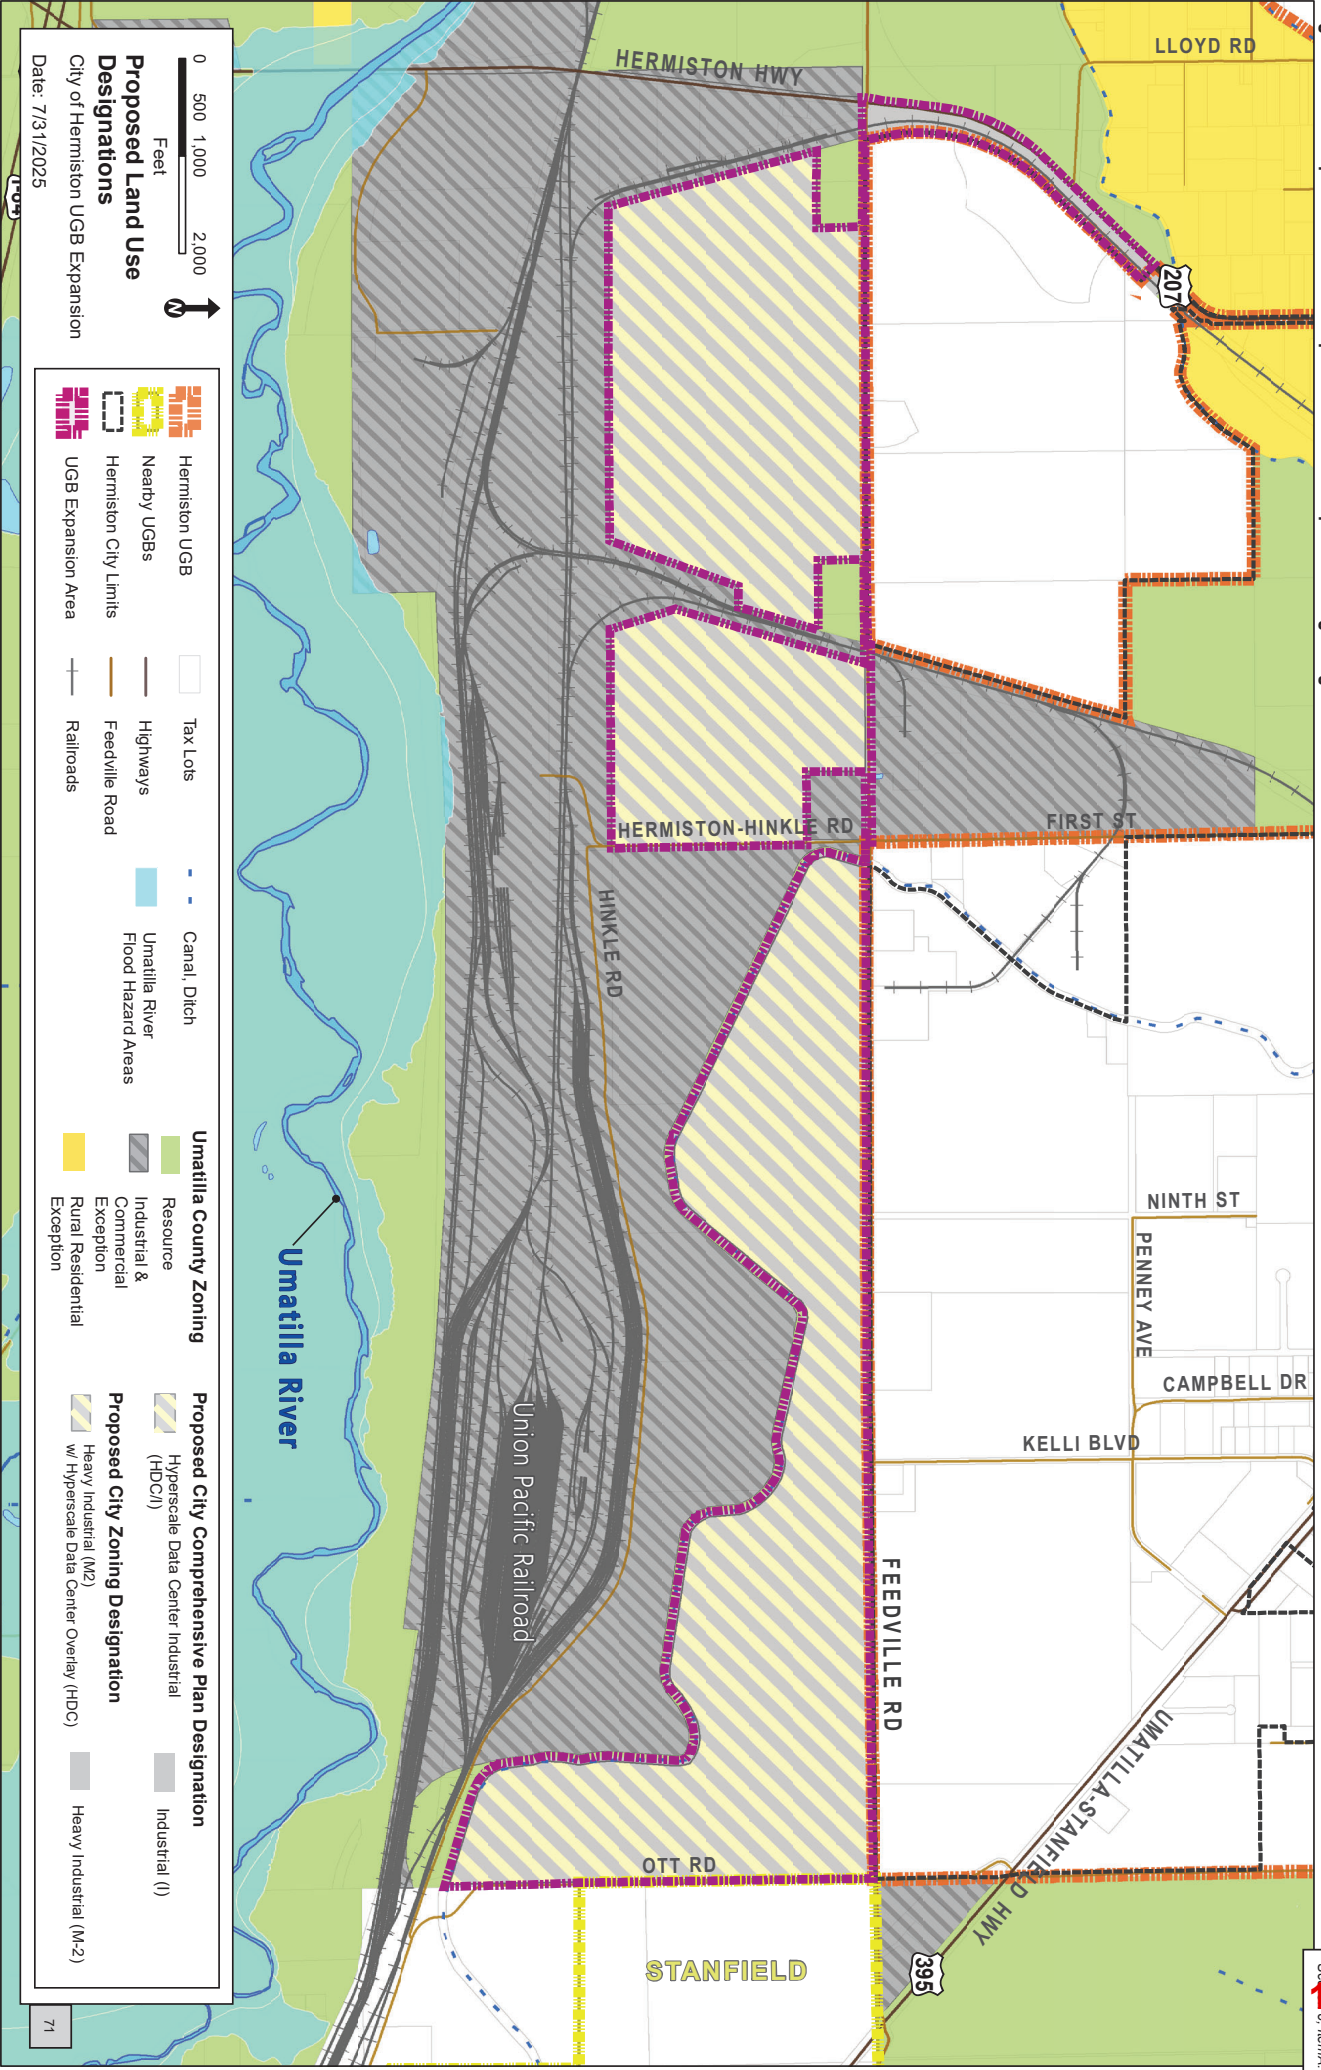 LLOYD RD
HERMISTON HWY
207
FIRST ST
HERMISTON-HINKLE RD
HINKLE RD
NINTH ST
PENNEY AVE
CAMPBELL DR
KELLI BLVD
FEEDVILLE RD
UMATILLA-STANFIELD HWY
OTT RD
395
STANFIELD
Union Pacific Railroad
Umatilla River
0 500 1,000 2,000
Feet
N
Proposed Land Use
Designations
City of Hermiston UGB Expansion
Date: 7/31/2025
Hermiston UGB
Nearby UGBs
Hermiston City Limits
UGB Expansion Area
Tax Lots
Highways
Feedville Road
Railroads
Canal, Ditch
Umatilla River
Flood Hazard Areas
Umatilla County Zoning
Resource
Industrial &
Commercial
Exception
Rural Residential
Exception
Proposed City Comprehensive Plan Designation
Hyperscale Data Center Industrial
(HDC/I)
Industrial (I)
Proposed City Zoning Designation
Heavy Industrial (M2)
w/ Hyperscale Data Center Overlay (HDC)
Heavy Industrial (M-2)
71